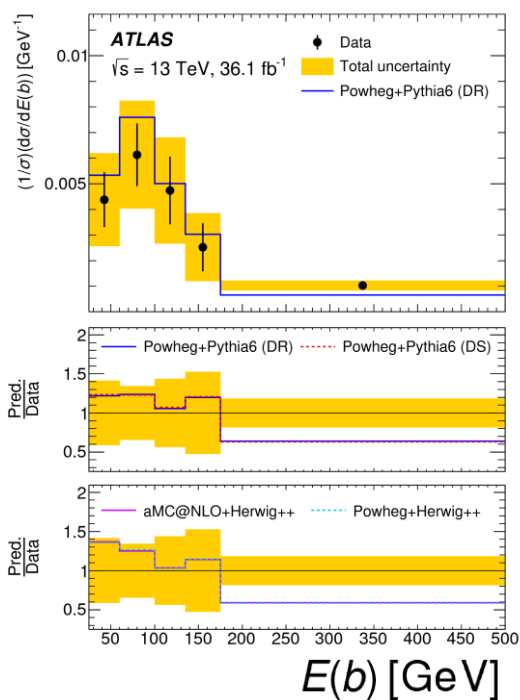 ATLAS
√s = 13 TeV, 36.1 fb⁻¹
Data
Total uncertainty
Powheg+Pythia6 (DR)
(1/σ)(dσ/dE(b)) [GeV⁻¹]
0.01
0.005
Powheg+Pythia6 (DR)
Powheg+Pythia6 (DS)
Pred.
Data
2
1.5
1
0.5
aMC@NLO+Herwig++
Powheg+Herwig++
Pred.
Data
2
1.5
1
0.5
50 100 150 200 250 300 350 400 450 500
E(b) [GeV]